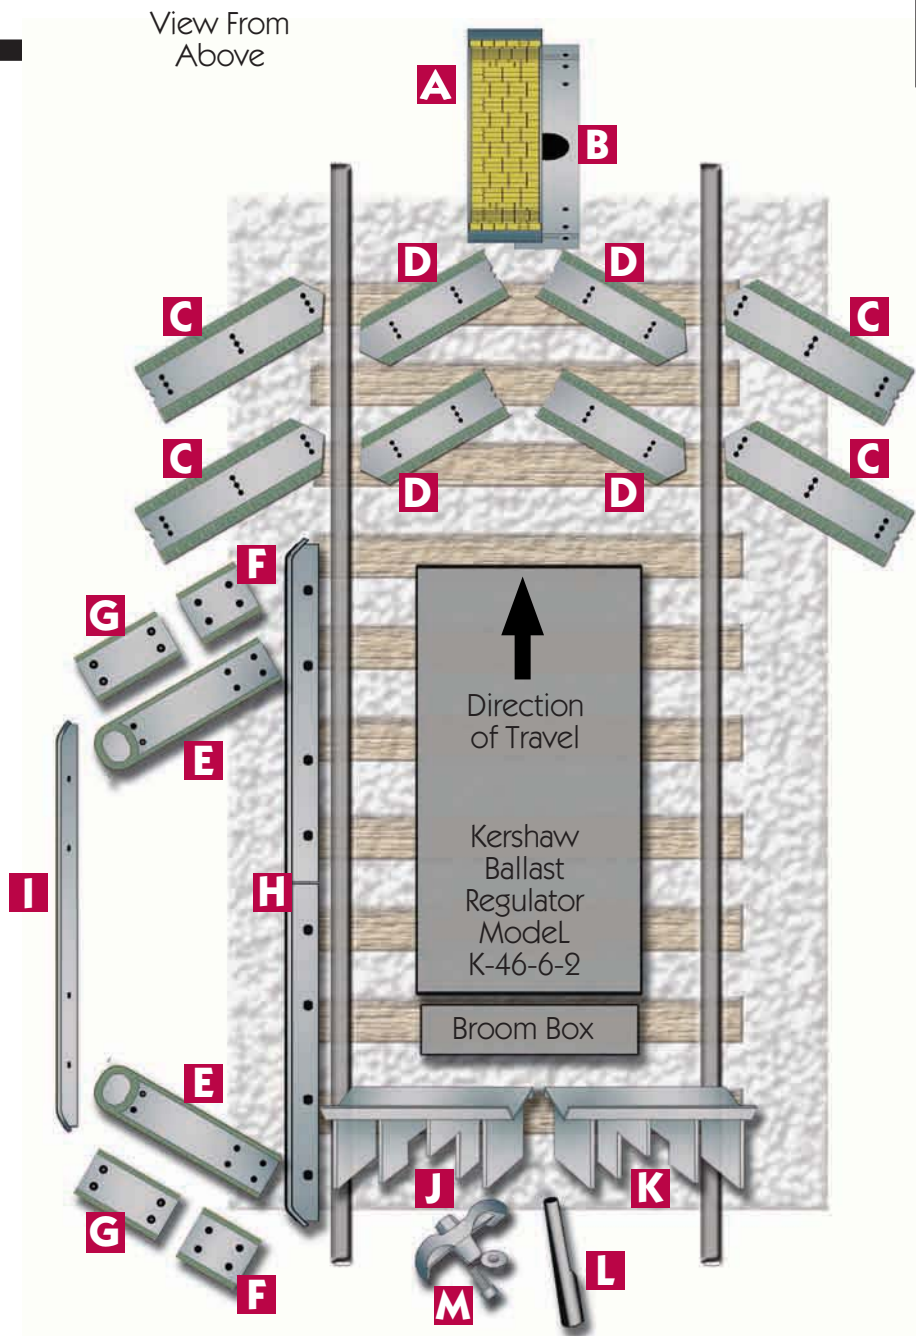 View From
Above
A
B
D D
C C
C C
D D
F
G
Direction
of Travel
E
Kershaw
Ballast
Regulator
ModeL
K-46-6-2
I
H
Broom Box
E
J K
G
L
F
M